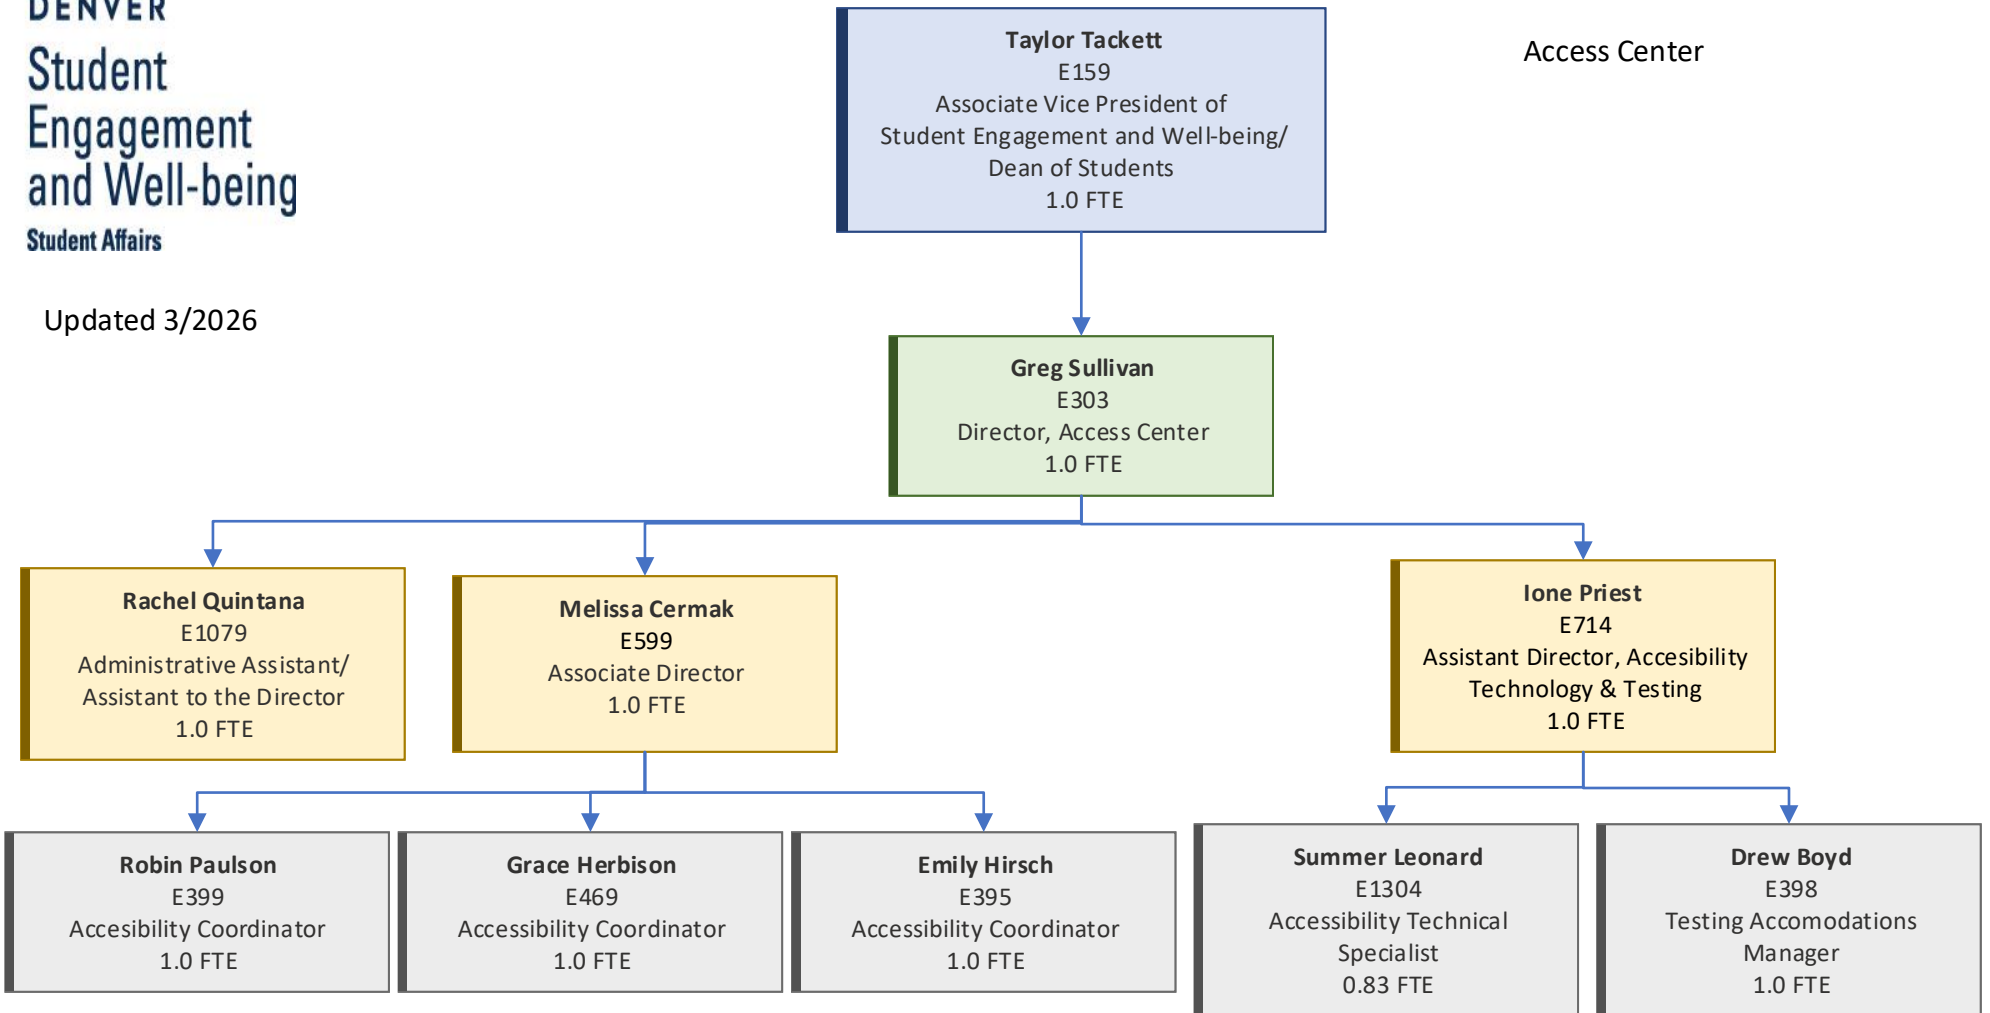 DENVER
Student
Engagement
and Well-being
Student Affairs
Updated 3/2026
Access Center
Taylor Tackett
E159
Associate Vice President of
Student Engagement and Well-being/
Dean of Students
1.0 FTE
Greg Sullivan
E303
Director, Access Center
1.0 FTE
Rachel Quintana
E1079
Administrative Assistant/
Assistant to the Director
1.0 FTE
Melissa Cermak
E599
Associate Director
1.0 FTE
Ione Priest
E714
Assistant Director, Accesibility
Technology & Testing
1.0 FTE
Robin Paulson
E399
Accesibility Coordinator
1.0 FTE
Grace Herbison
E469
Accessibility Coordinator
1.0 FTE
Emily Hirsch
E395
Accessibility Coordinator
1.0 FTE
Summer Leonard
E1304
Accessibility Technical
Specialist
0.83 FTE
Drew Boyd
E398
Testing Accomodations
Manager
1.0 FTE